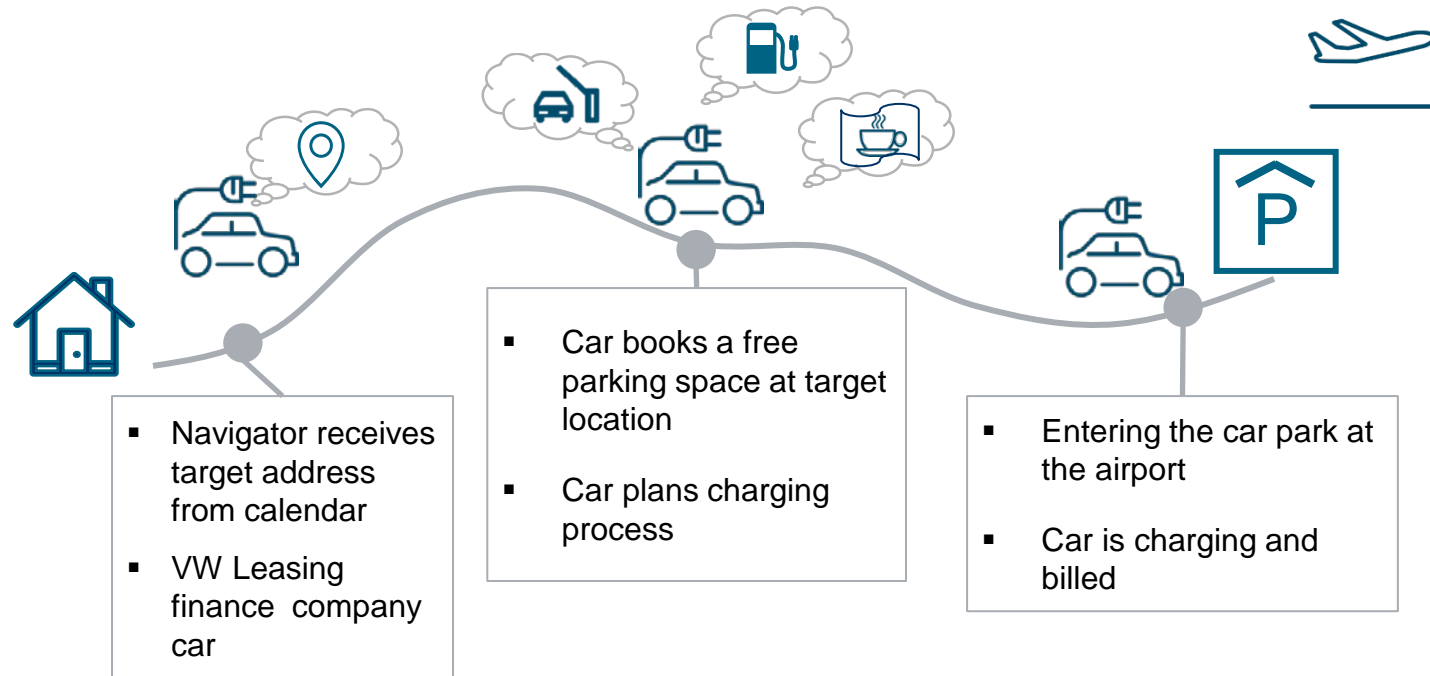 ▪ Navigator receives
target address
from calendar
▪ VW Leasing
finance company
car
▪ Car books a free
parking space at target
location
▪ Car plans charging
process
P
▪ Entering the car park at
the airport
▪ Car is charging and
billed